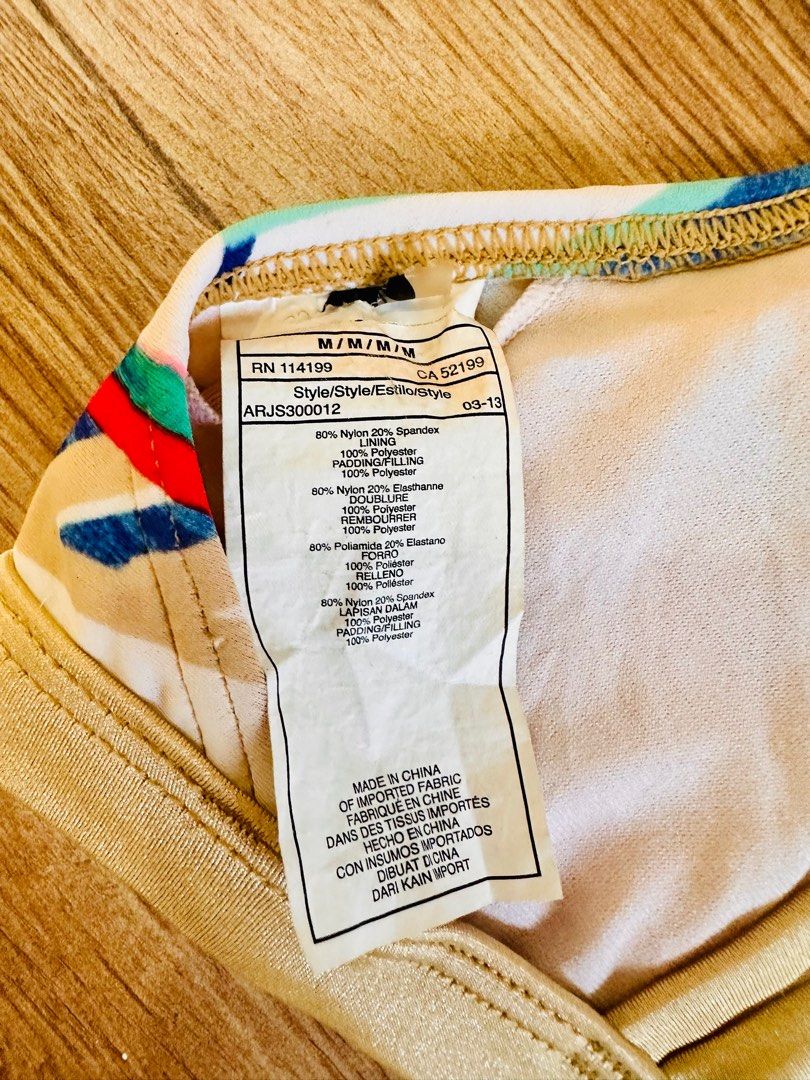 M/M/M/M
RN 114199 CA 52199
Style/Style/Estilo/Style
ARJS300012 03-13
80% Nylon 20% Spandex
LINING
100% Polyester
PADDING/FILLING
100% Polyester
80% Nylon 20% Elasthanne
DOUBLURE
100% Polyester
REMBOURRER
100% Polyester
80% Poliamida 20% Elastano
FORRO
100% Poliéster
RELLENO
100% Poliéster
80% Nylon 20% Spandex
LAPISAN DALAM
100% Polyester
PADDING/FILLING
100% Polyester
MADE IN CHINA
OF IMPORTED FABRIC
FABRIQUÉ EN CHINE
DANS DES TISSUS IMPORTÉS
HECHO EN CHINA
CON INSUMOS IMPORTADOS
DIBUAT DI CINA
DARI KAIN IMPORT